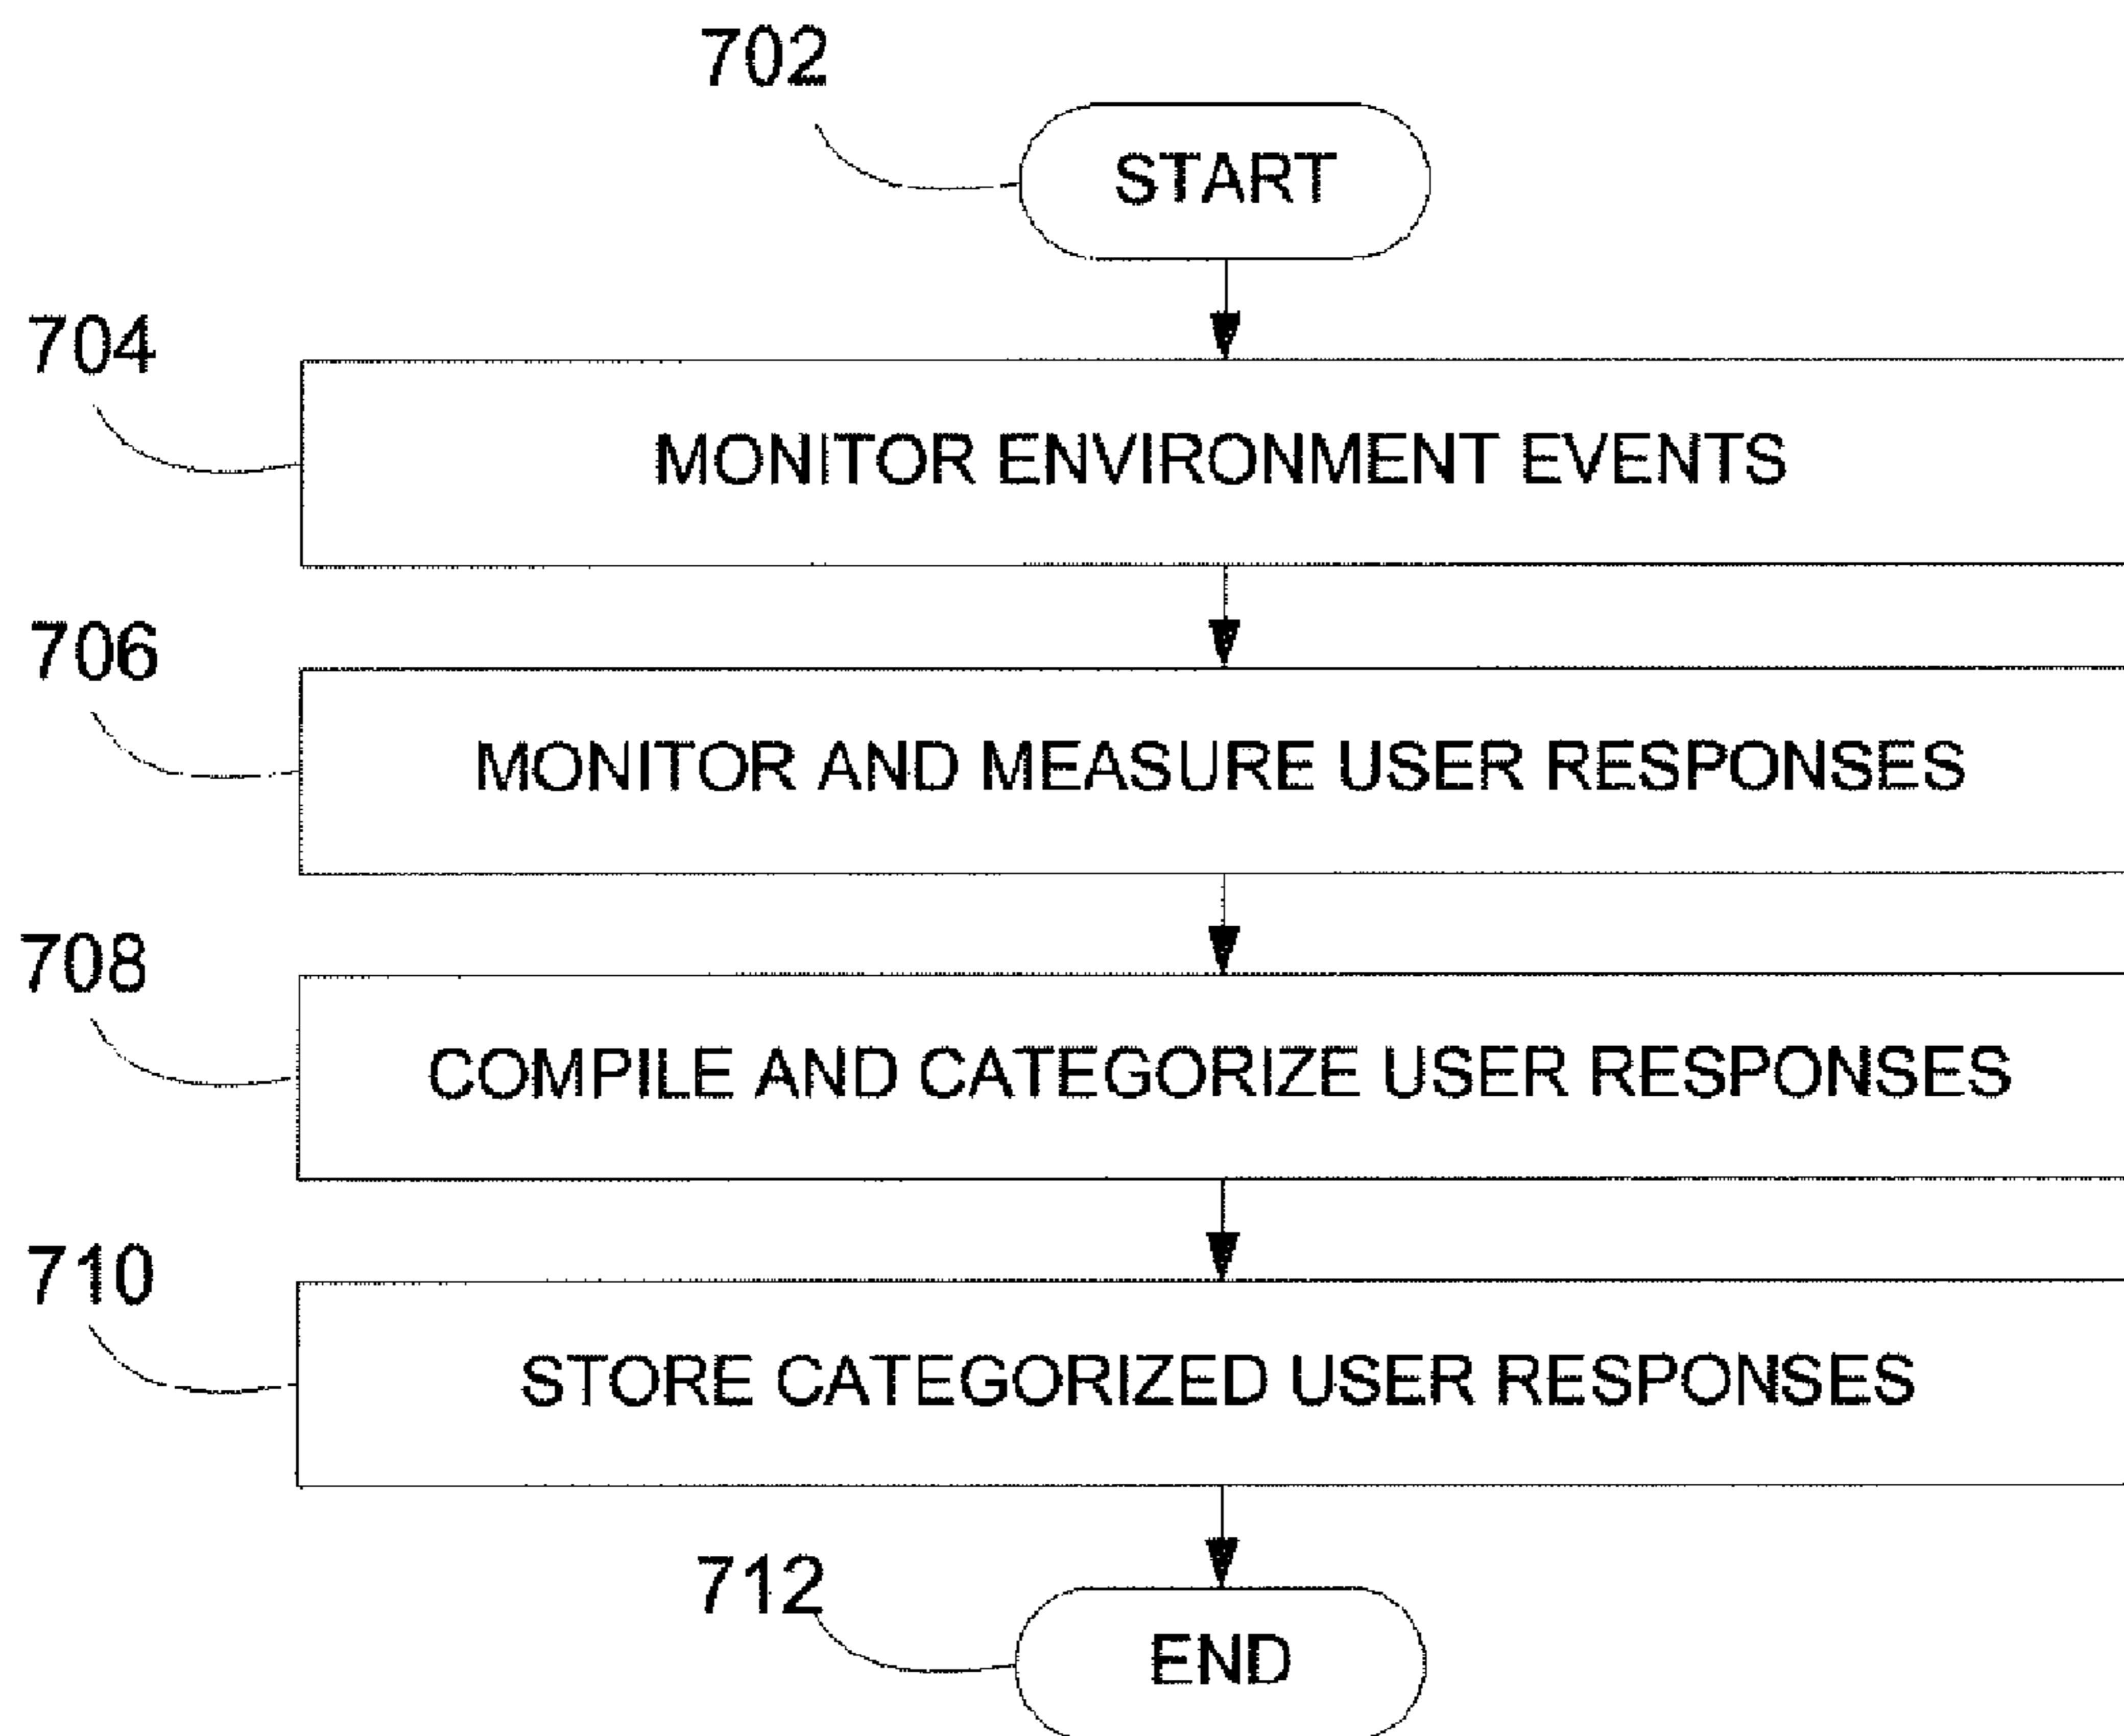 702
START
704
MONITOR ENVIRONMENT EVENTS
706
MONITOR AND MEASURE USER RESPONSES
708
COMPILE AND CATEGORIZE USER RESPONSES
710
STORE CATEGORIZED USER RESPONSES
712
END